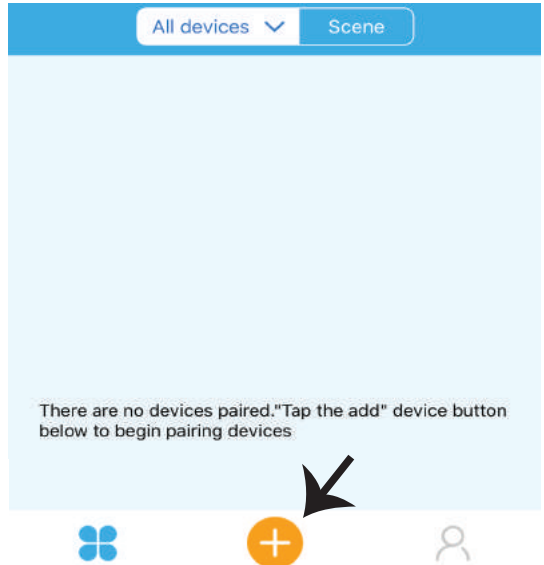 All devices Scene
There are no devices paired."Tap the add" device button
below to begin pairing devices